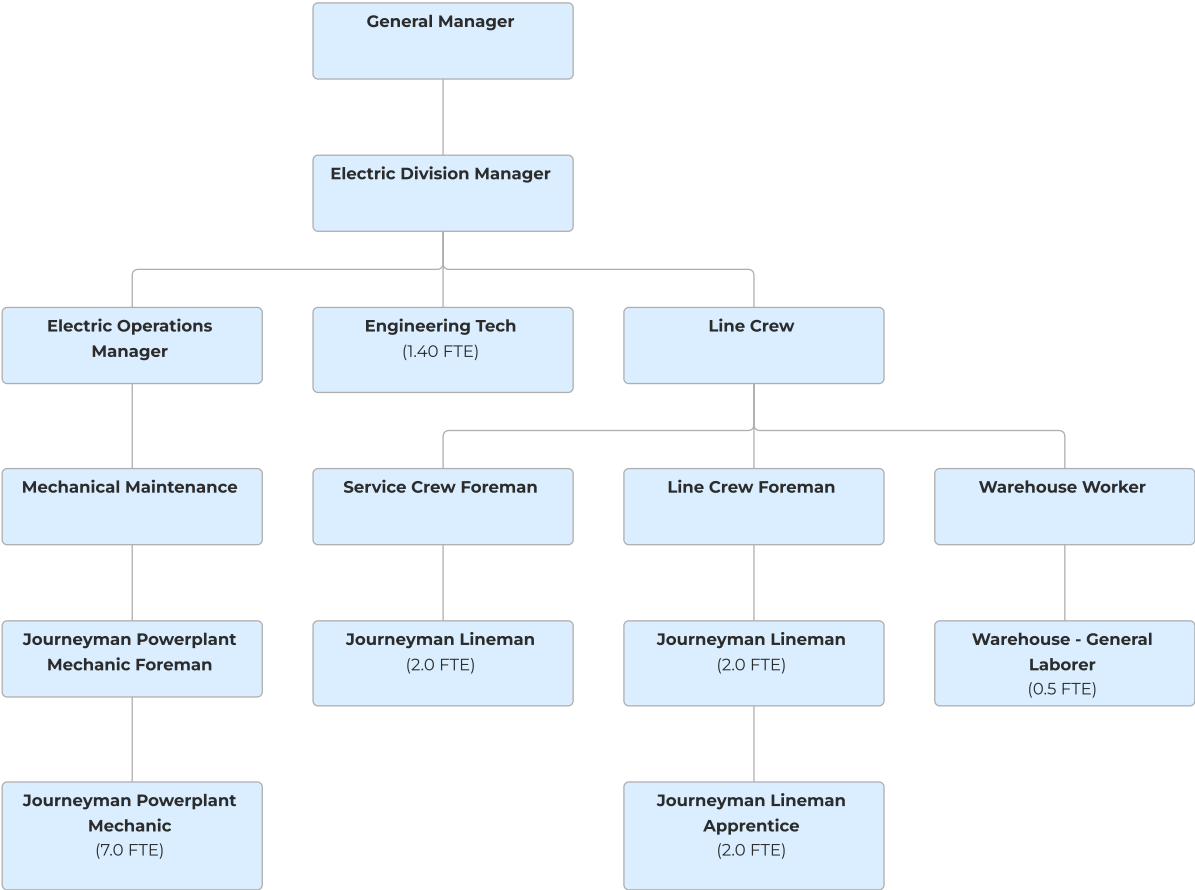 General Manager
Electric Division Manager
Electric Operations
Manager
Engineering Tech
(1.40 FTE)
Line Crew
Mechanical Maintenance
Service Crew Foreman
Line Crew Foreman
Warehouse Worker
Journeyman Powerplant
Mechanic Foreman
Journeyman Lineman
(2.0 FTE)
Journeyman Lineman
(2.0 FTE)
Warehouse - General
Laborer
(0.5 FTE)
Journeyman Powerplant
Mechanic
(7.0 FTE)
Journeyman Lineman
Apprentice
(2.0 FTE)